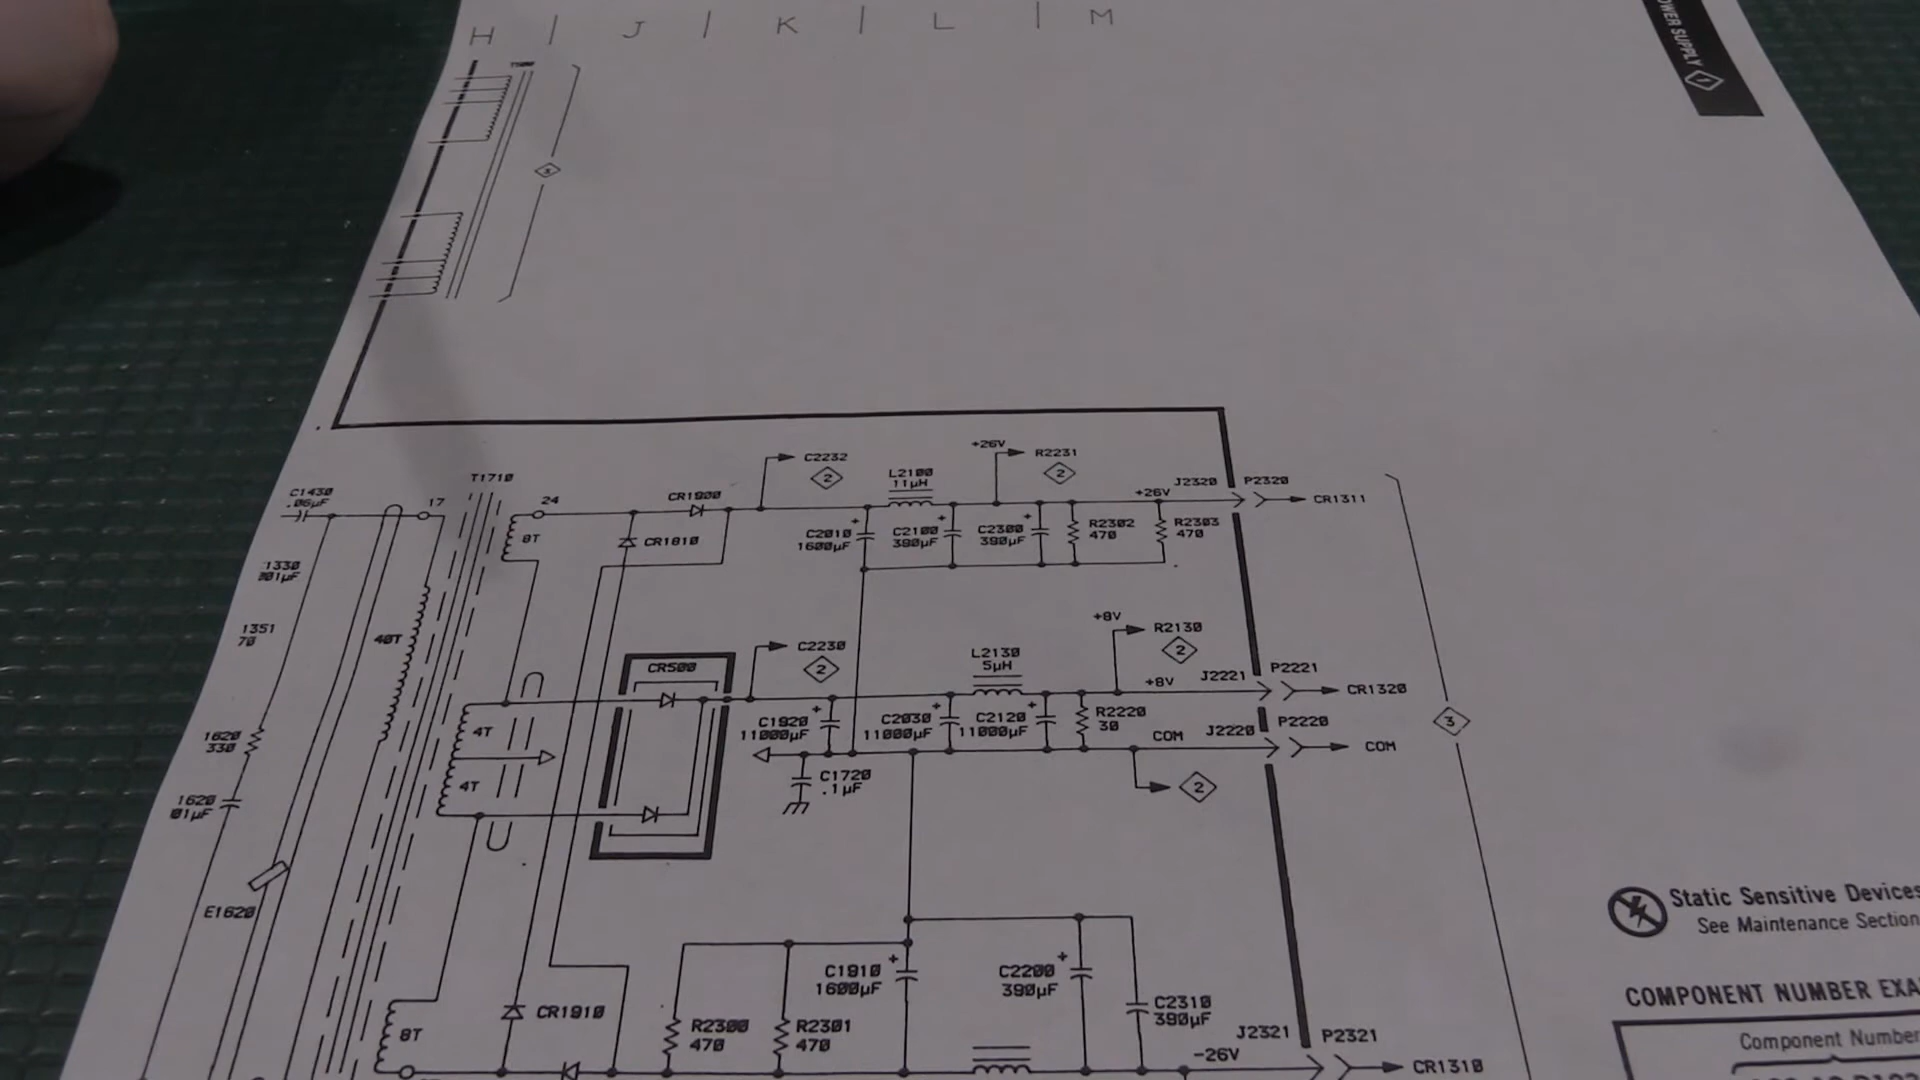 H | J | K | L | M
OWER SUPPLY 1
T500
3
+26V
C2232
2
R2231
2
L2100
11µH
T1710
C1430
.06µF
17
24
CR1900
J2320
P2320
+26V
CR1311
8T
CR1810
C2010
1600µF
C2100
390µF
C2300
390µF
R2302
470
R2303
470
1330
001µF
1351
70
40T
+8V
R2130
2
C2230
2
L2130
5µH
CR500
J2221
P2221
+8V
CR1320
4T
C1920
11000µF
C2030
11000µF
C2120
11000µF
R2220
30
COM
J2220
P2220
COM
3
1620
330
4T
C1720
.1µF
2
1620
01µF
E1620
Static Sensitive Devices
See Maintenance Section
C1910
1600µF
C2200
390µF
COMPONENT NUMBER EXA
CR1910
C2310
390µF
8T
R2300
470
R2301
470
J2321
P2321
Component Number
-26V
CR1310